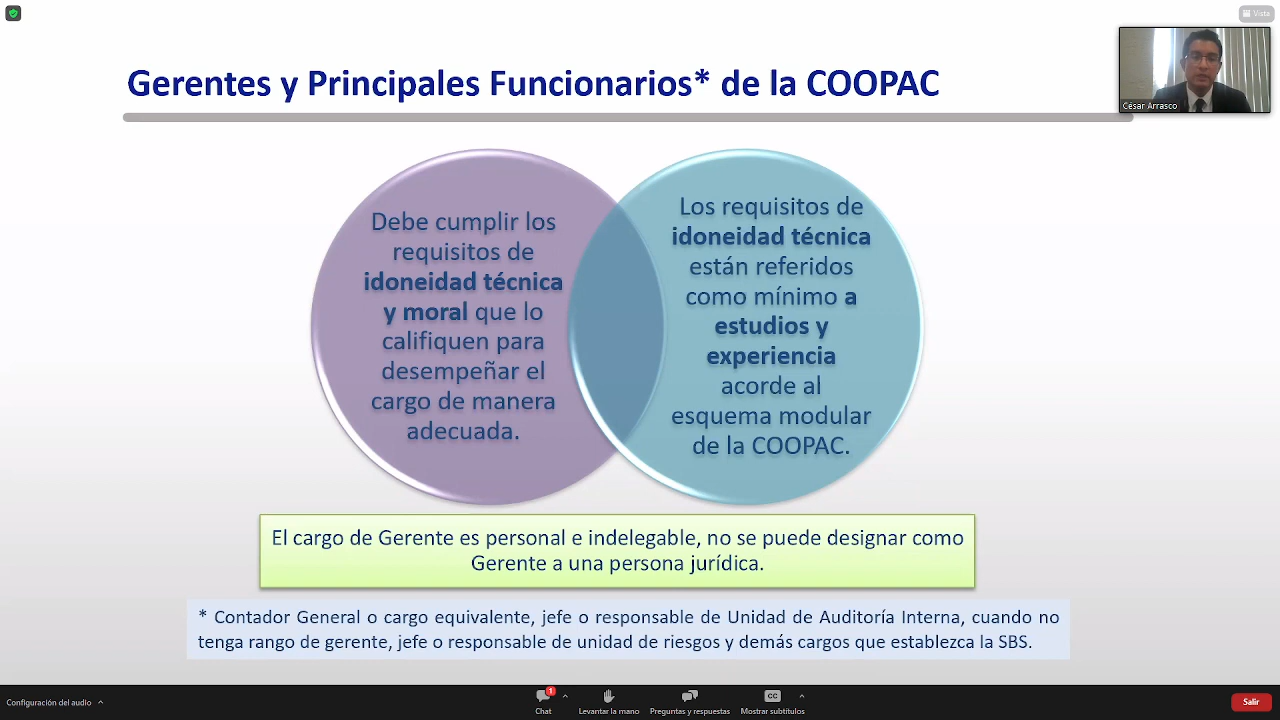 Vista
Gerentes y Principales Funcionarios* de la COOPAC
César Arrasco
Debe cumplir los
requisitos de
idoneidad técnica
y moral que lo
califiquen para
desempeñar el
cargo de manera
adecuada.
Los requisitos de
idoneidad técnica
están referidos
como mínimo a
estudios y
experiencia
acorde al
esquema modular
de la COOPAC.
El cargo de Gerente es personal e indelegable, no se puede designar como
Gerente a una persona jurídica.
* Contador General o cargo equivalente, jefe o responsable de Unidad de Auditoría Interna, cuando no
tenga rango de gerente, jefe o responsable de unidad de riesgos y demás cargos que establezca la SBS.
Configuración del audio
1
Chat
Levantar la mano
Preguntas y respuestas
CC
Mostrar subtítulos
Salir